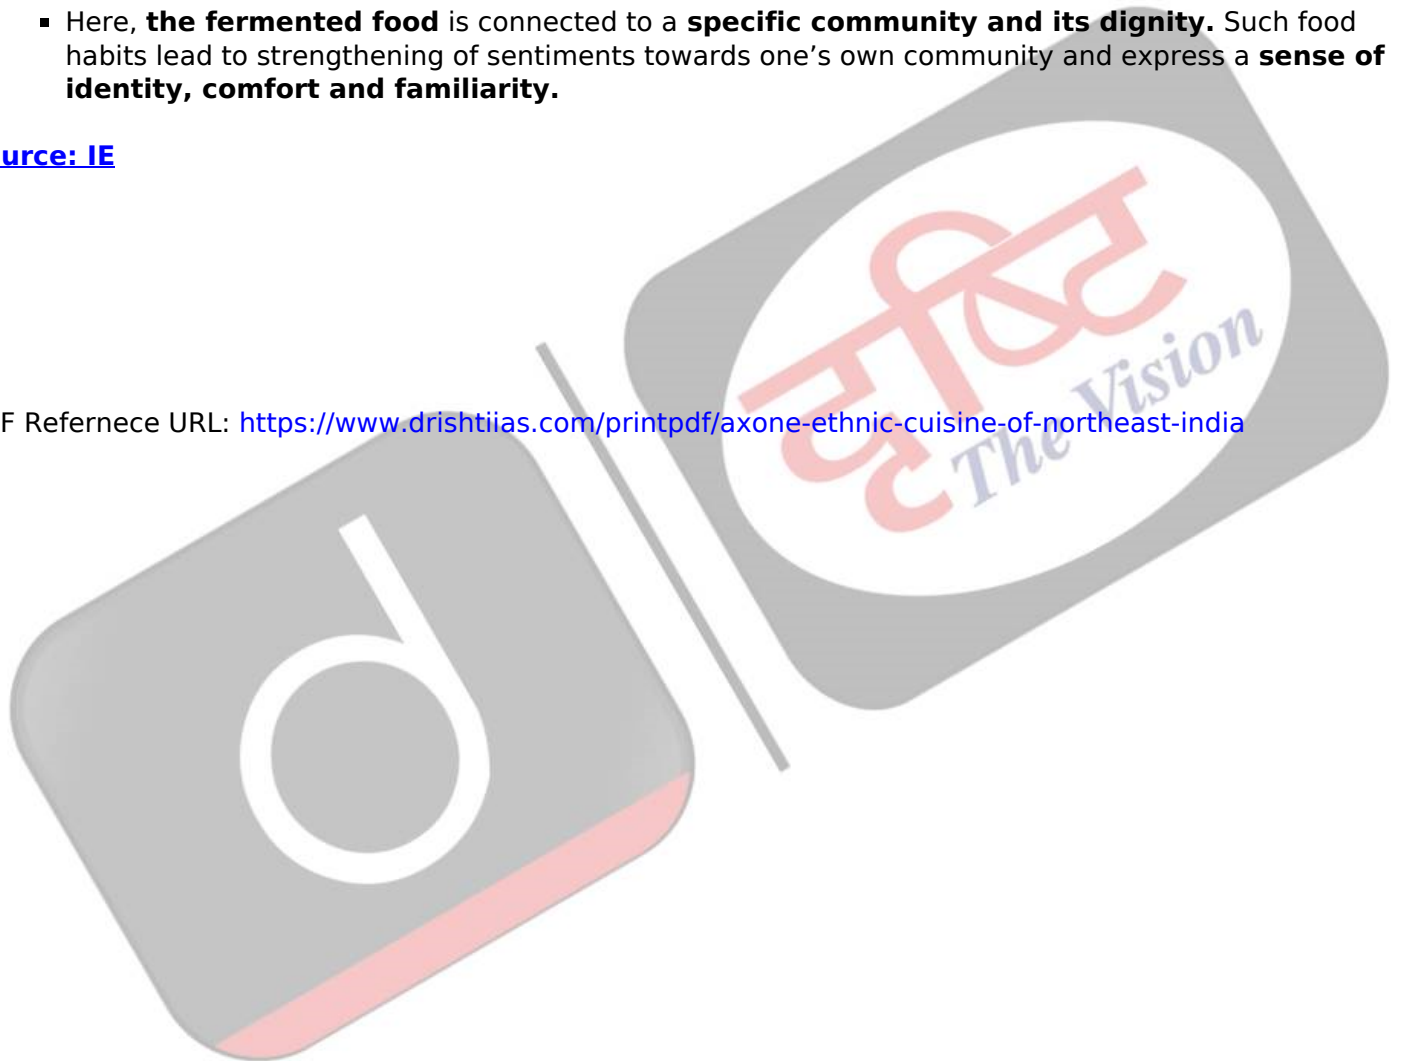 ▪ Here, the fermented food is connected to a specific community and its dignity. Such food
habits lead to strengthening of sentiments towards one’s own community and express a sense of
identity, comfort and familiarity.
urce: IE
F Refernece URL: https://www.drishtiias.com/printpdf/axone-ethnic-cuisine-of-northeast-india
दृष्टि
The Vision
d